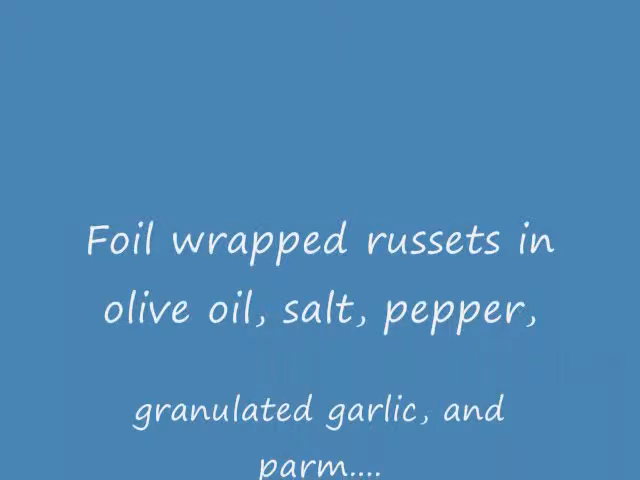 Foil wrapped russets in
olive oil, salt, pepper,
granulated garlic, and
parm....